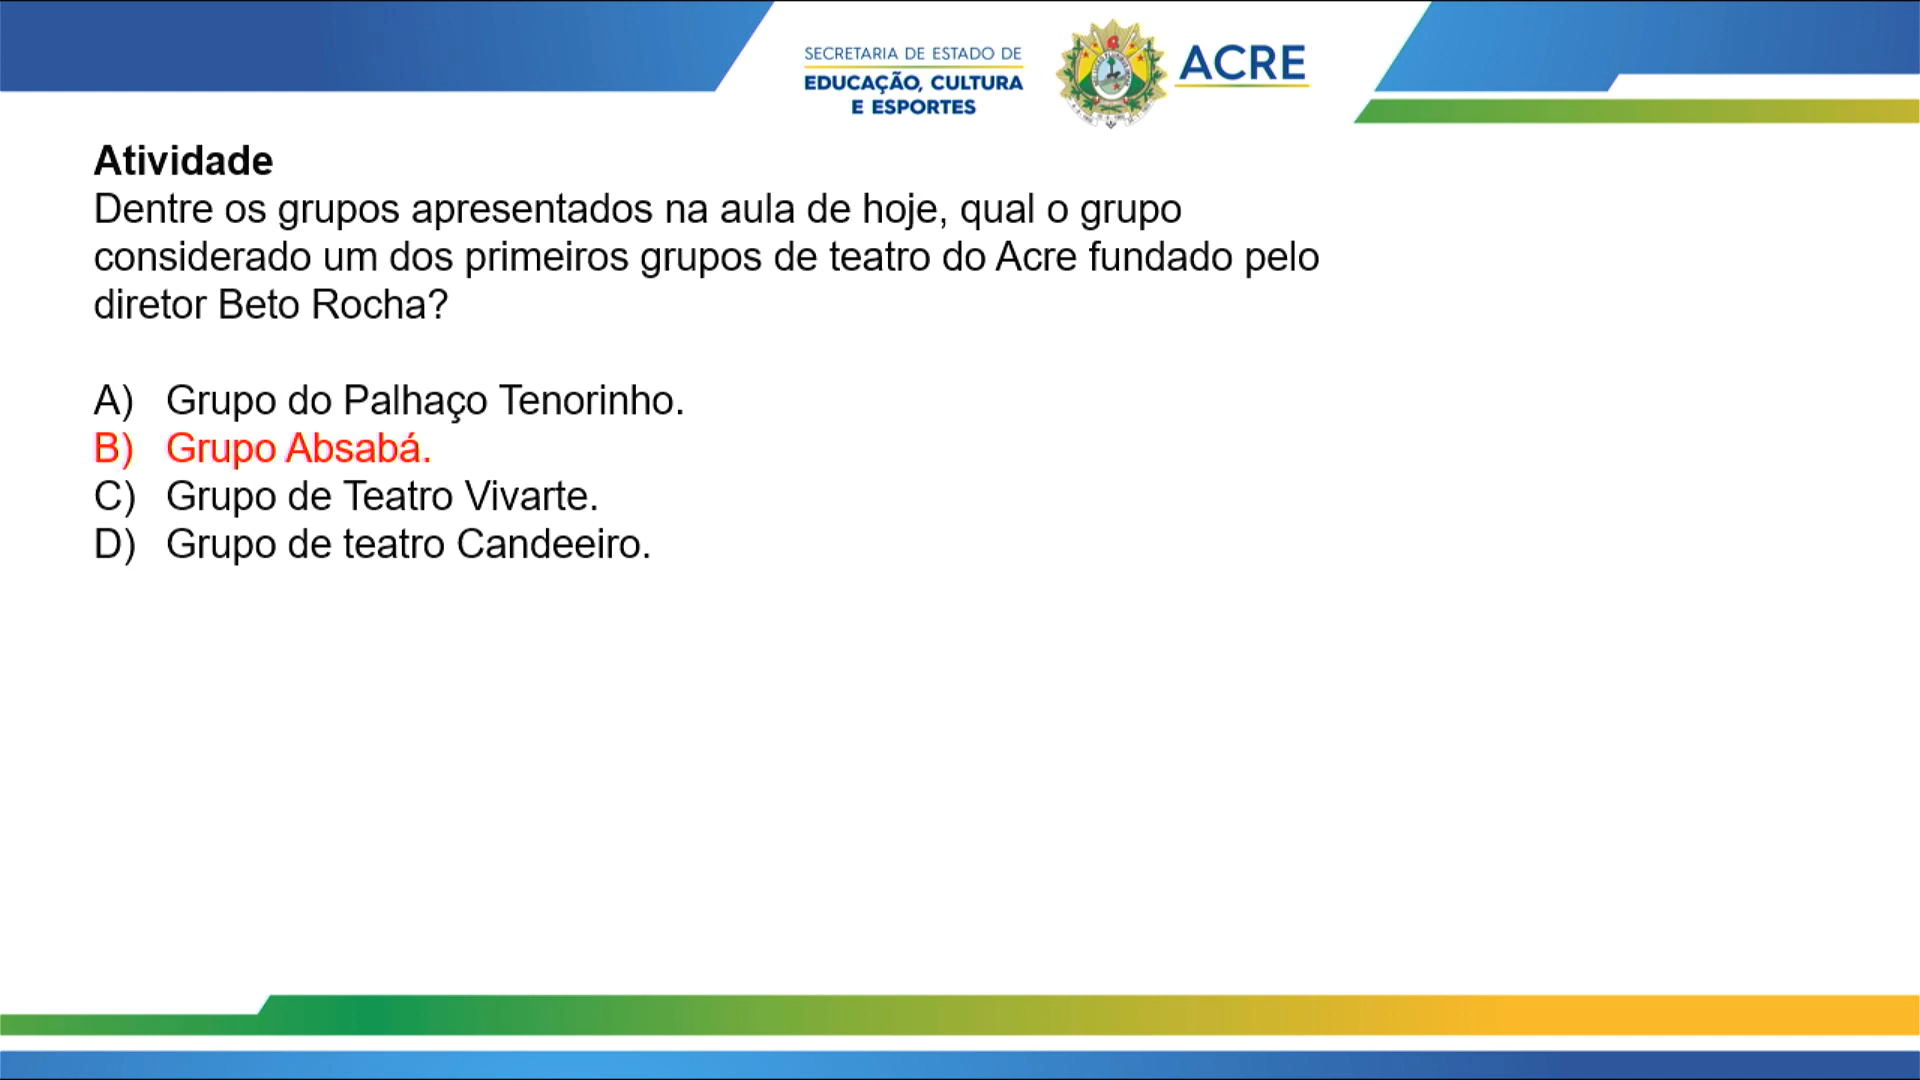 SECRETARIA DE ESTADO DE
EDUCAÇÃO, CULTURA
E ESPORTES
ACRE
Atividade
Dentre os grupos apresentados na aula de hoje, qual o grupo
considerado um dos primeiros grupos de teatro do Acre fundado pelo
diretor Beto Rocha?
A) Grupo do Palhaço Tenorinho.
B) Grupo Absabá.
C) Grupo de Teatro Vivarte.
D) Grupo de teatro Candeeiro.